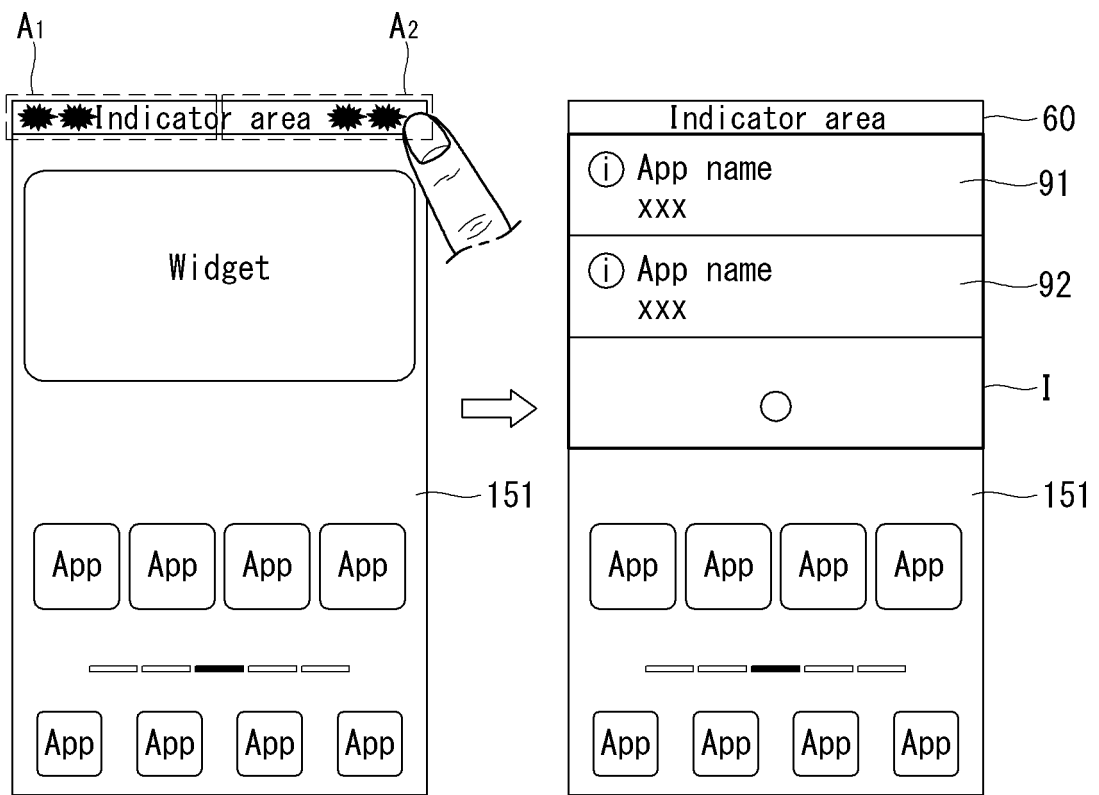 A1
A2
Indicator area
Widget
151
App App App App
App App App App
Indicator area
60
i App name
xxx
91
i App name
xxx
92
I
151
App App App App
App App App App